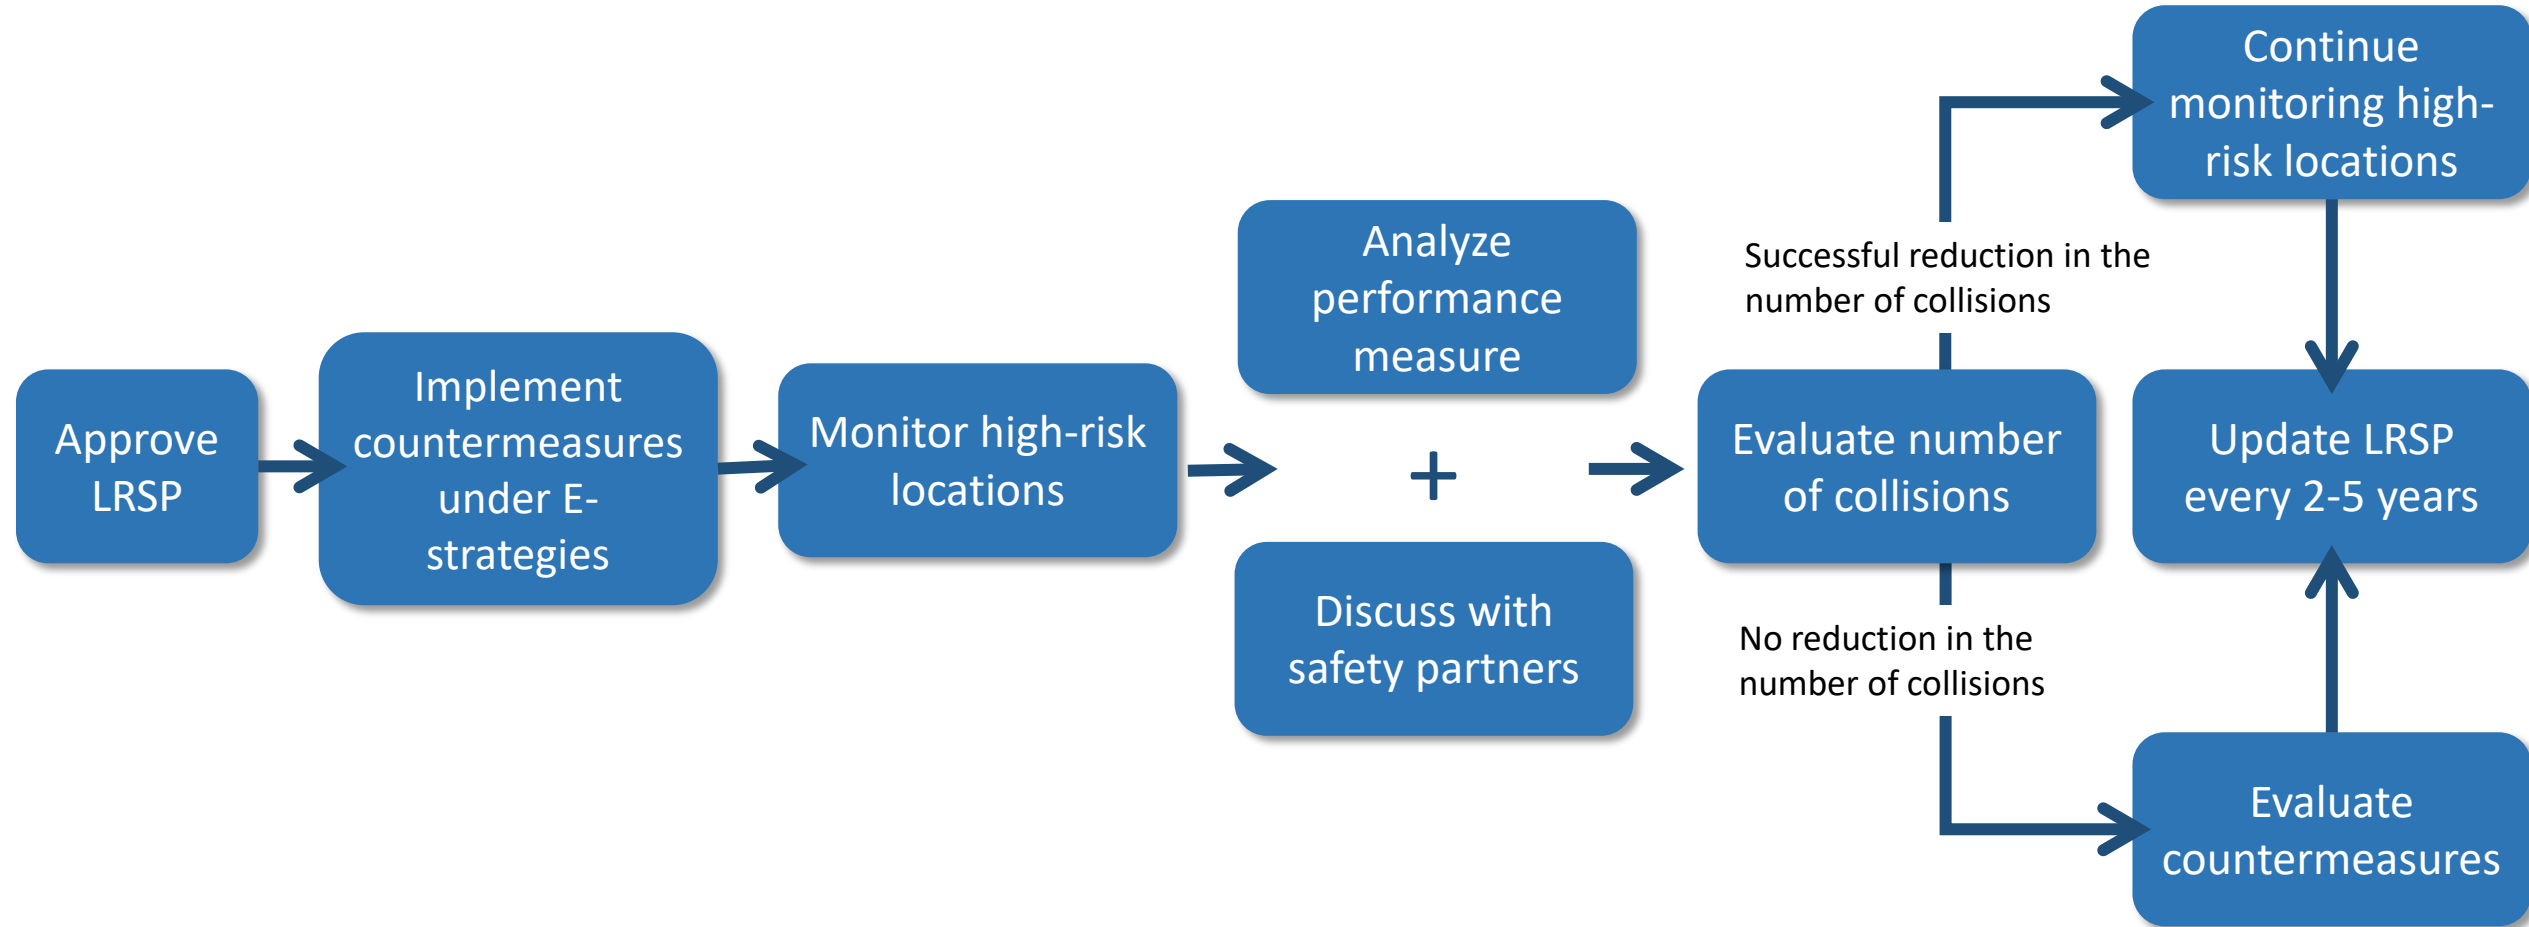 Approve
LRSP
Implement
countermeasures
under E-
strategies
Monitor high-risk
locations
Analyze
performance
measure
+
Discuss with
safety partners
Evaluate number
of collisions
Successful reduction in the
number of collisions
No reduction in the
number of collisions
Continue
monitoring high-
risk locations
Update LRSP
every 2-5 years
Evaluate
countermeasures